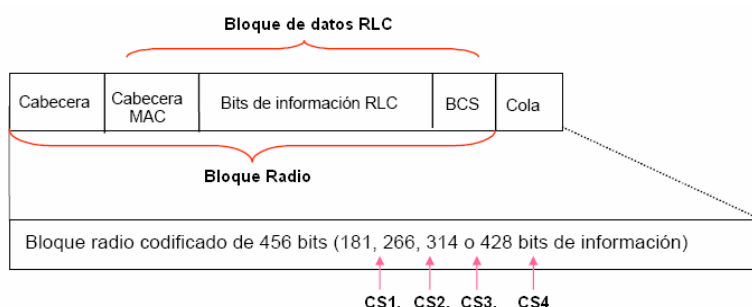 Bloque de datos RLC
Cabecera
Cabecera
MAC
Bits de información RLC
BCS
Cola
Bloque Radio
Bloque radio codificado de 456 bits (181, 266, 314 o 428 bits de información)
CS1, CS2, CS3, CS4